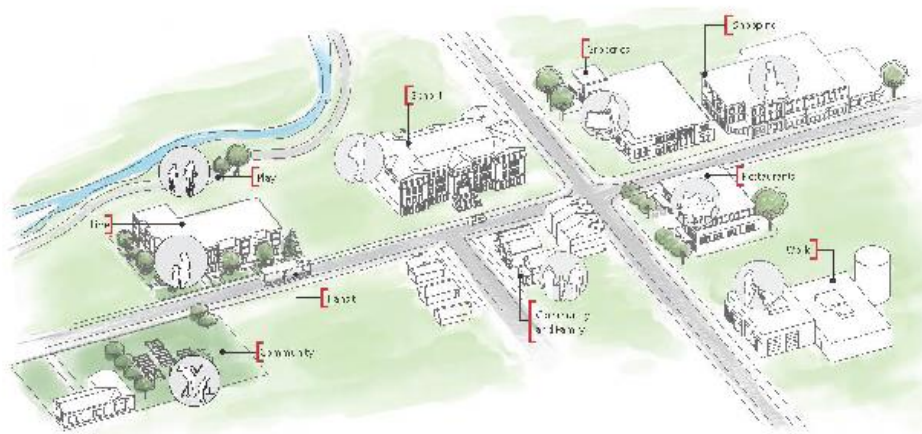 Shopping
Groceries
School
Play
Restaurants
Live
Work
Transit
Community
and Family
Community